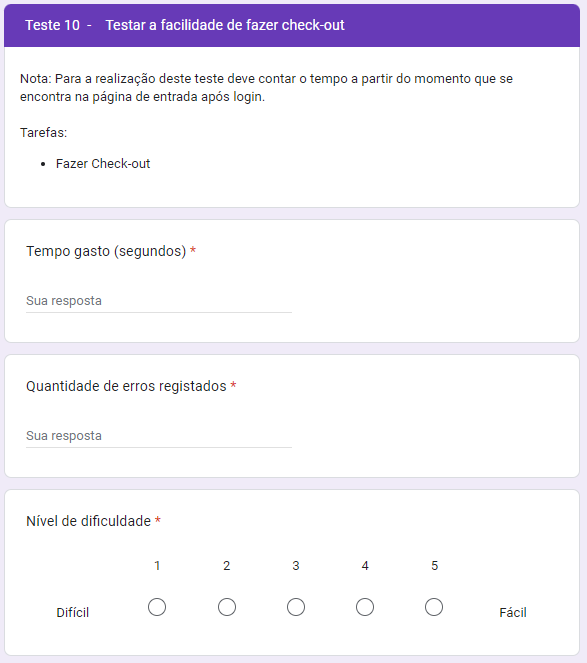 Teste 10 - Testar a facilidade de fazer check-out
Nota: Para a realização deste teste deve contar o tempo a partir do momento que se
encontra na página de entrada após login.
Tarefas:
• Fazer Check-out
Tempo gasto (segundos) *
Sua resposta
Quantidade de erros registados *
Sua resposta
Nível de dificuldade *
1 2 3 4 5
Difícil Fácil